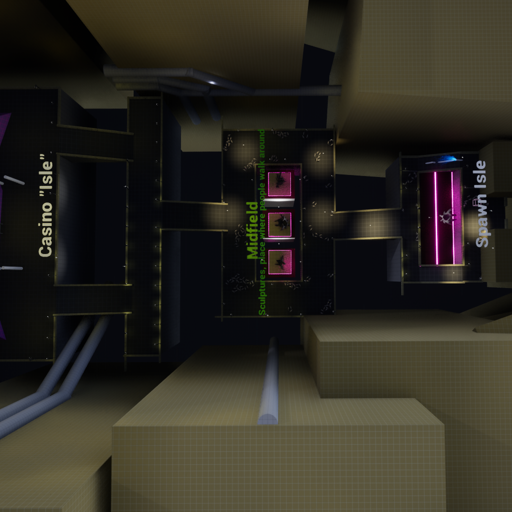 Casino "Isle"
Midfield
Sculptures, place where people walk around
Spawn Isle